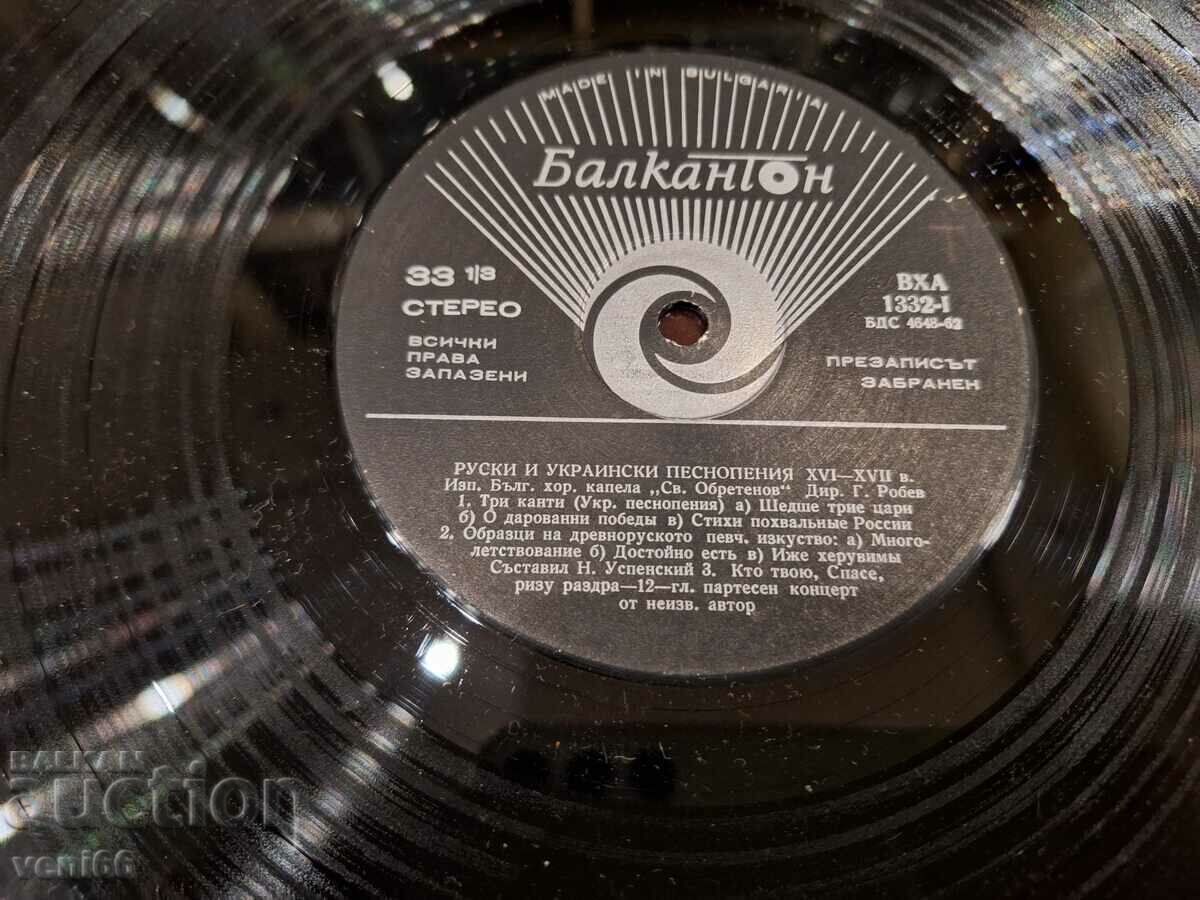 MADE IN BULGARIA
Балкантон
33 1/3
СТЕРЕО
ВСИЧКИ
ПРАВА
ЗАПАЗЕНИ
ВХА
1332-I
БДС 4648-62
ПРЕЗАПИСЪТ
ЗАБРАНЕН
РУСКИ И УКРАИНСКИ ПЕСНОПЕНИЯ XVI—XVII в.
Изп. Бълг. хор. капела „Св. Обретенов" Дир. Г. Робев
1. Три канти (Укр. песнопения) а) Шедше трие цари
б) О дарованни победы в) Стихи похвальные России
2. Образци на древноруското певч. изкуство: а) Много-
летствование б) Достойно есть в) Иже херувимы
Съставил Н. Успенский 3. Кто твою, Спасе,
ризу раздра—12—гл. партесен концерт
от неизв. автор
BALKAN
auction
veni66